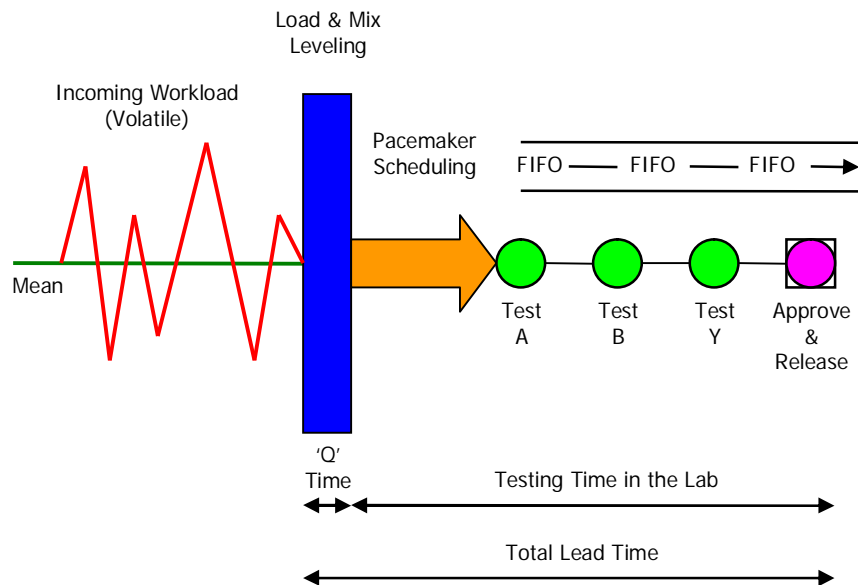 Load & Mix
Leveling
Incoming Workload
(Volatile)
Pacemaker
Scheduling
FIFO
FIFO
FIFO
Mean
Test
A
Test
B
Test
Y
Approve
&
Release
‘Q’
Time
Testing Time in the Lab
Total Lead Time